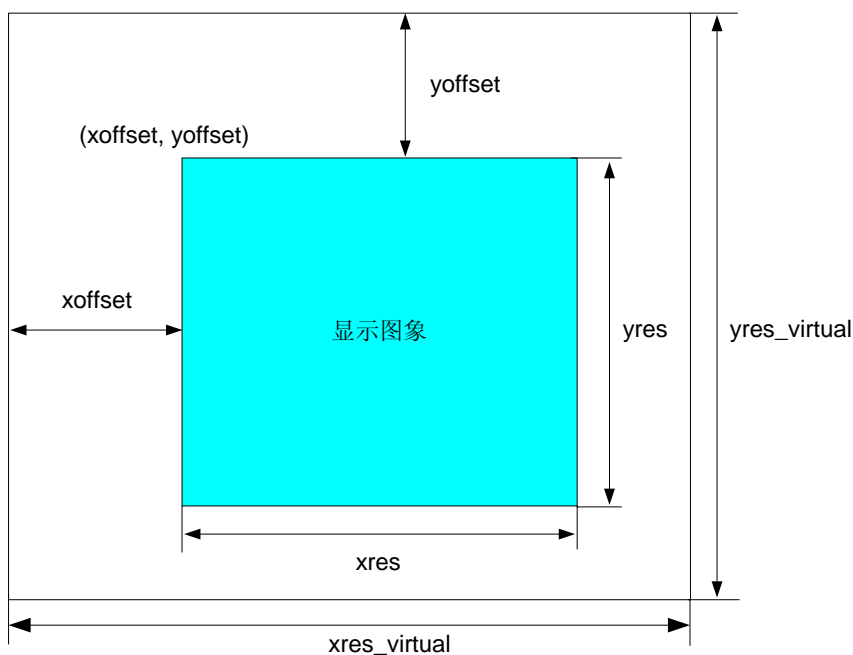 yoffset
(xoffset, yoffset)
xoffset
显示图象
yres
yres_virtual
xres
xres_virtual